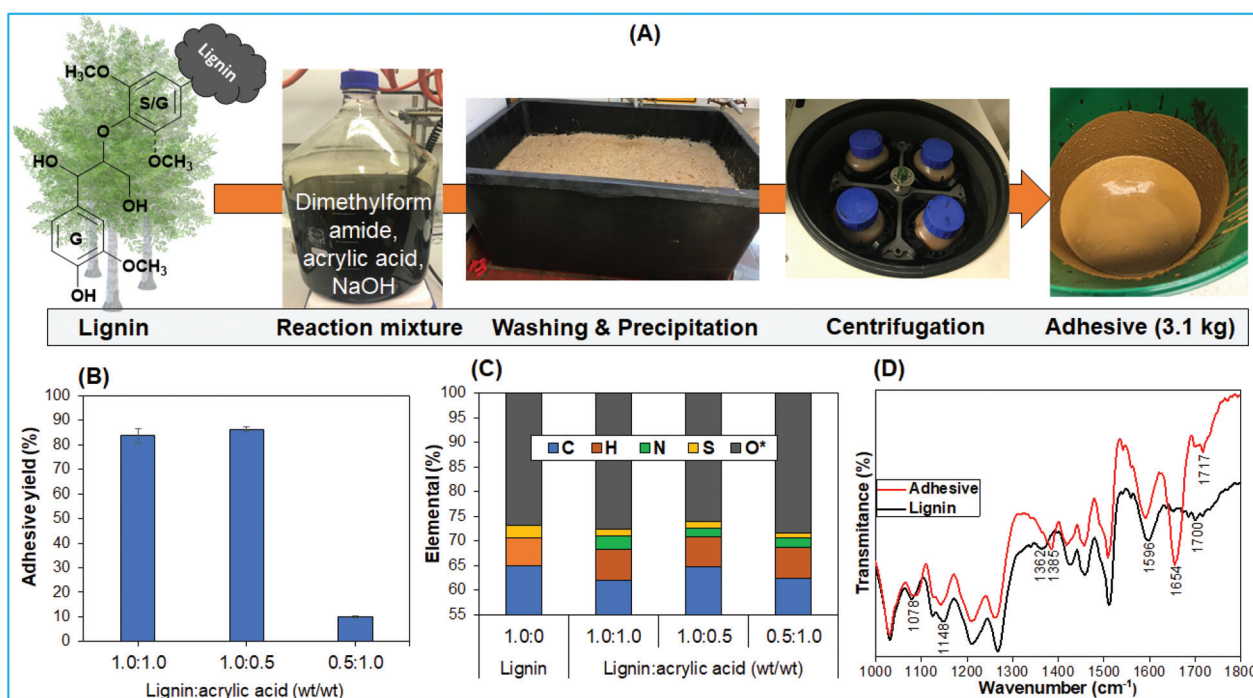 (A)
Lignin
H₃CO
S/G
O
OCH₃
HO
OH
G
OCH₃
OH
Dimethylform
amide,
acrylic acid,
NaOH
Lignin
Reaction mixture
Washing & Precipitation
Centrifugation
Adhesive (3.1 kg)
(B)
Adhesive yield (%)
100
90
80
70
60
50
40
30
20
10
0
1.0:1.0
1.0:0.5
0.5:1.0
Lignin:acrylic acid (wt/wt)
(C)
Elemental (%)
100
95
90
85
80
75
70
65
60
55
C H N S O*
1.0:0
1.0:1.0
1.0:0.5
0.5:1.0
Lignin
Lignin:acrylic acid (wt/wt)
(D)
Transmitance (%)
Adhesive
Lignin
1078
1148
1362
1385
1596
1654
1700
1717
1000 1100 1200 1300 1400 1500 1600 1700 1800
Wavenumber (cm⁻¹)